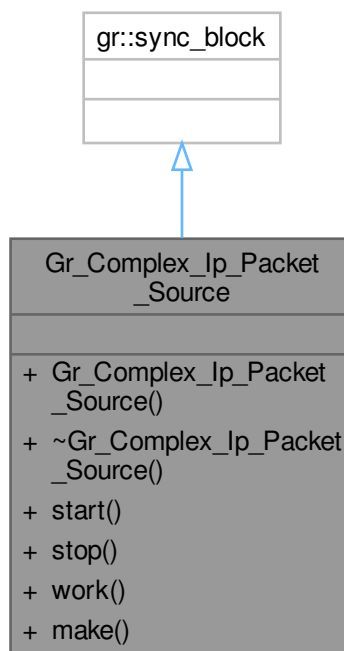 gr::sync_block
Gr_Complex_Ip_Packet
_Source
+ Gr_Complex_Ip_Packet
_Source()
+ ~Gr_Complex_Ip_Packet
_Source()
+ start()
+ stop()
+ work()
+ make()